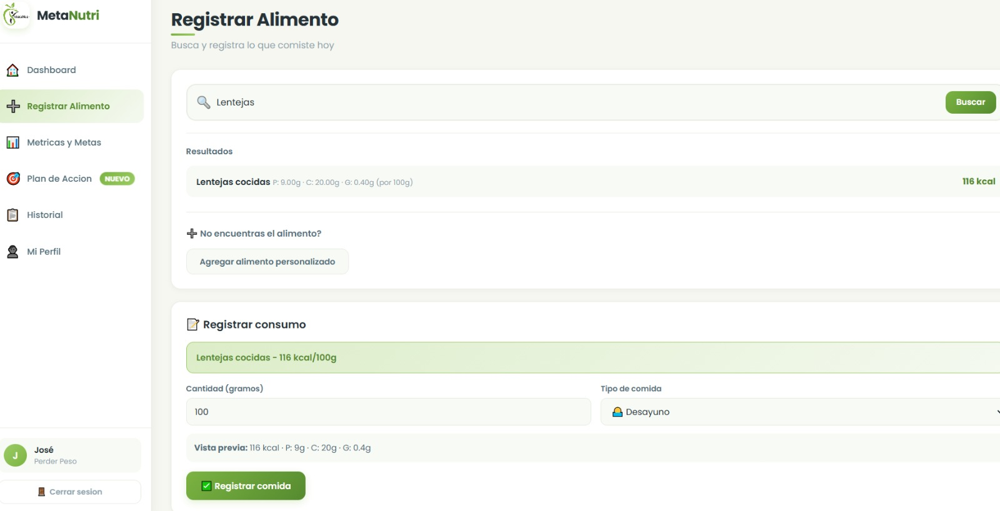 MetaNutri
Dashboard
Registrar Alimento
Metricas y Metas
Plan de Accion NUEVO
Historial
Mi Perfil
José
J
Perder Peso
Cerrar sesion
Registrar Alimento
Busca y registra lo que comiste hoy
Lentejas
Buscar
Resultados
Lentejas cocidas P: 9.00g · C: 20.00g · G: 0.40g (por 100g) 116 kcal
No encuentras el alimento?
Agregar alimento personalizado
Registrar consumo
Lentejas cocidas - 116 kcal/100g
Cantidad (gramos)
100
Tipo de comida
Desayuno
Vista previa: 116 kcal · P: 9g · C: 20g · G: 0.4g
Registrar comida